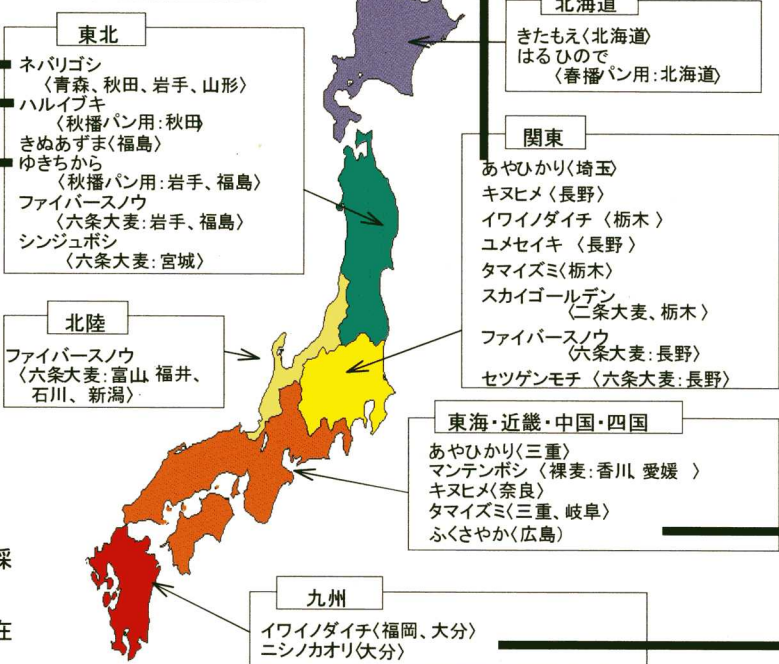 東北
ネバリゴシ
〈青森、秋田、岩手、山形〉
ハルイブキ
〈秋播パン用:秋田〉
きぬあずま〈福島〉
ゆきちから
〈秋播パン用:岩手、福島〉
ファイバースノウ
〈六条大麦:岩手、福島〉
シンジュボシ
〈六条大麦:宮城〉
北陸
ファイバースノウ
〈六条大麦:富山、福井、
石川、新潟〉
北海道
きたもえ〈北海道〉
はるひので
〈春播パン用:北海道〉
関東
あやひかり〈埼玉〉
キヌヒメ〈長野〉
イワイノダイチ〈栃木〉
ユメセイキ〈長野〉
タマイズミ〈栃木〉
スカイゴールデン
〈二条大麦、栃木〉
ファイバースノウ
〈六条大麦:長野〉
セツゲンモチ〈六条大麦:長野〉
東海・近畿・中国・四国
あやひかり〈三重〉
マンテンボシ〈裸麦:香川、愛媛〉
キヌヒメ〈奈良〉
タマイズミ〈三重、岐阜〉
ふくさやか〈広島〉
採
在
九州
イワイノダイチ〈福岡、大分〉
ニシノカオリ〈大分〉